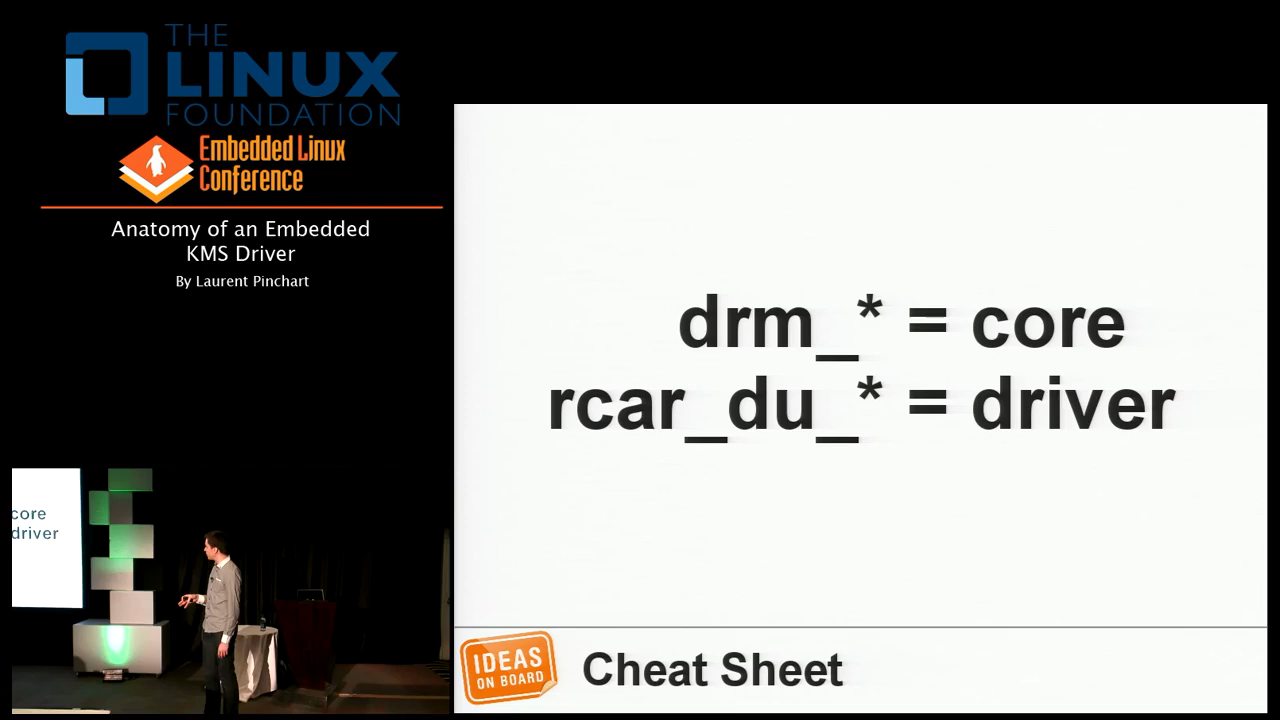 THE
LINUX
FOUNDATION
Embedded Linux
Conference
Anatomy of an Embedded
KMS Driver
By Laurent Pinchart
drm_* = core
rcar_du_* = driver
core
driver
IDEAS
ON BOARD
Cheat Sheet